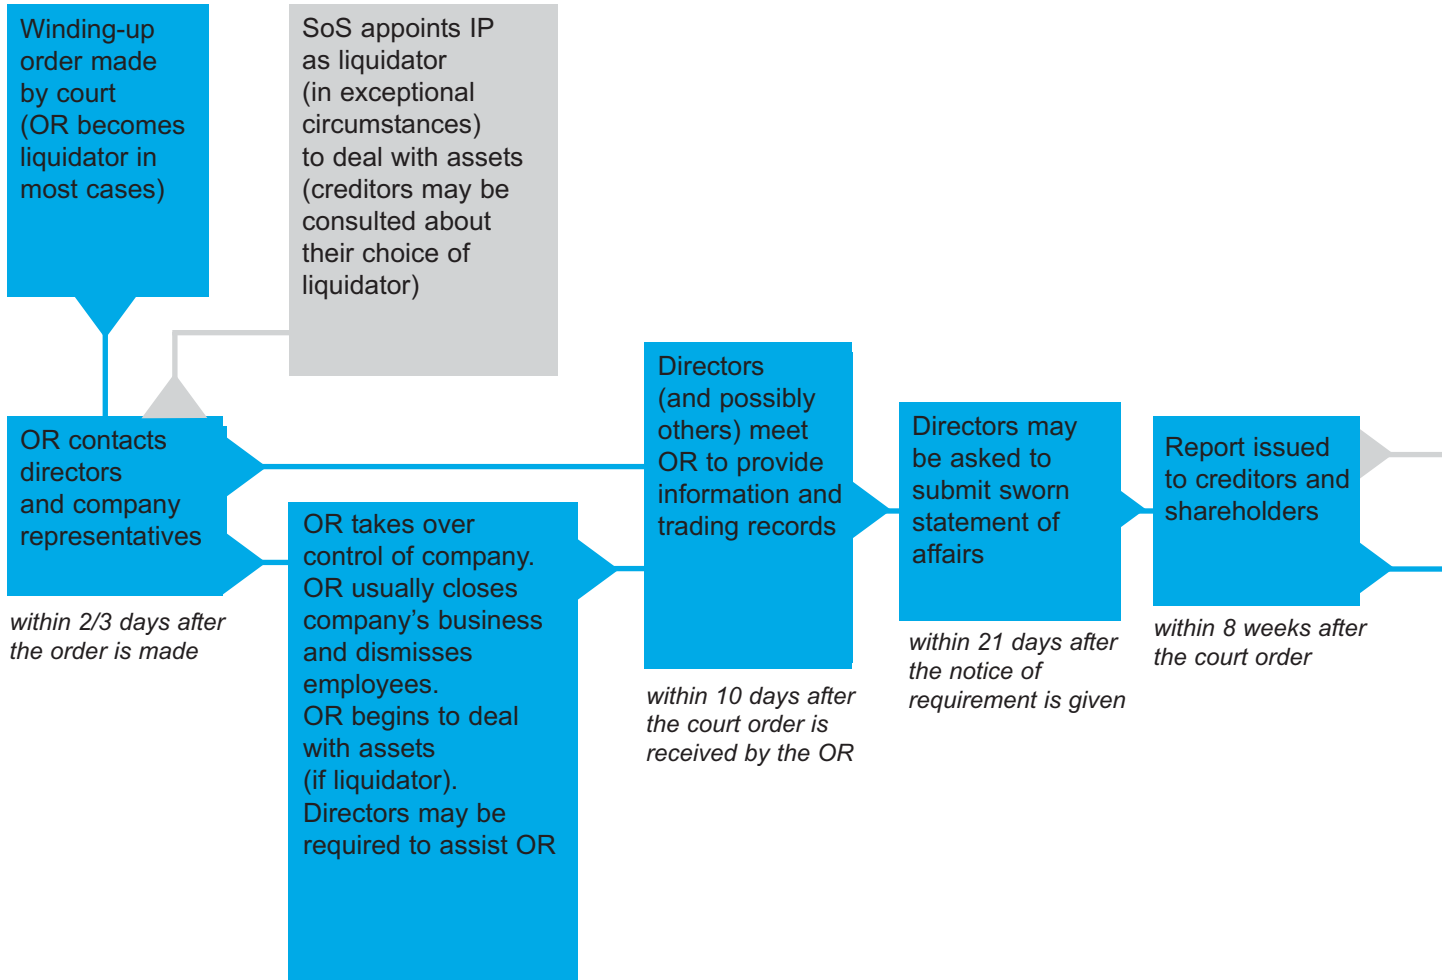 Winding-up
order made
by court
(OR becomes
liquidator in
most cases)
SoS appoints IP
as liquidator
(in exceptional
circumstances)
to deal with assets
(creditors may be
consulted about
their choice of
liquidator)
OR contacts
directors
and company
representatives
within 2/3 days after
the order is made
OR takes over
control of company.
OR usually closes
company’s business
and dismisses
employees.
OR begins to deal
with assets
(if liquidator).
Directors may be
required to assist OR
Directors
(and possibly
others) meet
OR to provide
information and
trading records
within 10 days after
the court order is
received by the OR
Directors may
be asked to
submit sworn
statement of
affairs
within 21 days after
the notice of
requirement is given
Report issued
to creditors and
shareholders
within 8 weeks after
the court order